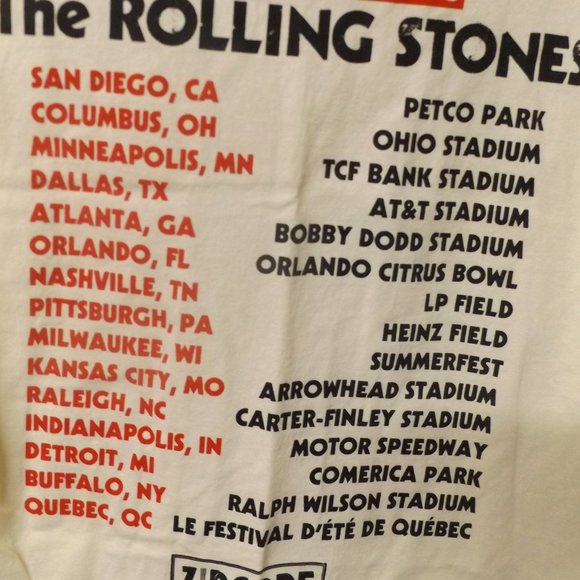 The ROLLING STONES
SAN DIEGO, CA PETCO PARK
COLUMBUS, OH OHIO STADIUM
MINNEAPOLIS, MN TCF BANK STADIUM
DALLAS, TX AT&T STADIUM
ATLANTA, GA BOBBY DODD STADIUM
ORLANDO, FL ORLANDO CITRUS BOWL
NASHVILLE, TN LP FIELD
PITTSBURGH, PA HEINZ FIELD
MILWAUKEE, WI SUMMERFEST
KANSAS CITY, MO ARROWHEAD STADIUM
RALEIGH, NC CARTER-FINLEY STADIUM
INDIANAPOLIS, IN MOTOR SPEEDWAY
DETROIT, MI COMERICA PARK
BUFFALO, NY RALPH WILSON STADIUM
QUEBEC, QC LE FESTIVAL D'ÉTÉ DE QUÉBEC
ZIPCODE